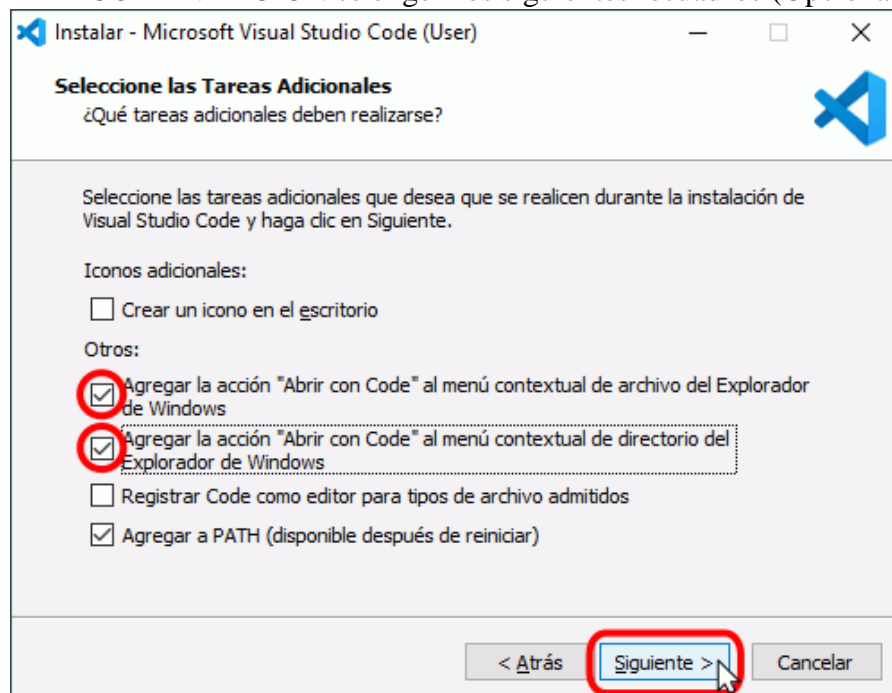 Instalar - Microsoft Visual Studio Code (User)
Seleccione las Tareas Adicionales
¿Qué tareas adicionales deben realizarse?
Seleccione las tareas adicionales que desea que se realicen durante la instalación de
Visual Studio Code y haga clic en Siguiente.
Iconos adicionales:
Crear un icono en el escritorio
Otros:
Agregar la acción "Abrir con Code" al menú contextual de archivo del Explorador
de Windows
Agregar la acción "Abrir con Code" al menú contextual de directorio del
Explorador de Windows
Registrar Code como editor para tipos de archivo admitidos
Agregar a PATH (disponible después de reiniciar)
< Atrás
Siguiente >
Cancelar